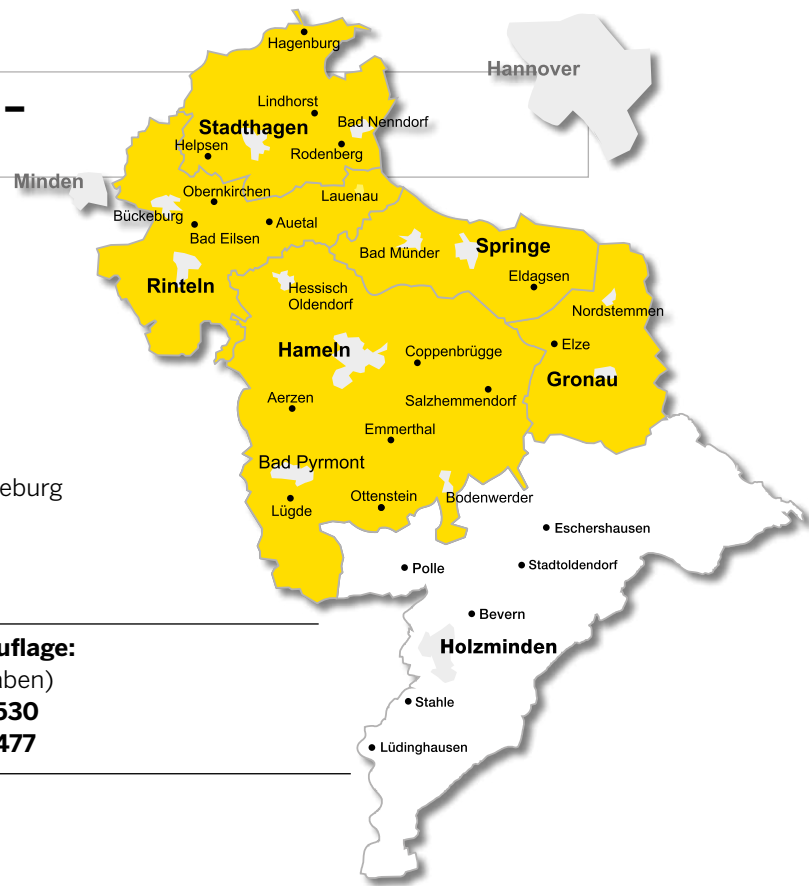 Hagenburg
Hannover
–
Lindhorst
Bad Nenndorf
Stadthagen
Helpsen
Rodenberg
Minden
Obernkirchen
Lauenau
Bückeburg
Auetal
Bad Eilsen
Springe
Bad Münder
Eldagsen
Rinteln
Hessisch
Oldendorf
Nordstemmen
Elze
Hameln
Coppenbrügge
Gronau
Aerzen
Salzhemmendorf
Emmerthal
Bad Pyrmont
eburg
Ottenstein
Bodenwerder
Lügde
Eschershausen
Polle
Stadtoldendorf
Bevern
Holzminden
uflage:
aben)
Stahle
530
477
Lüdinghausen